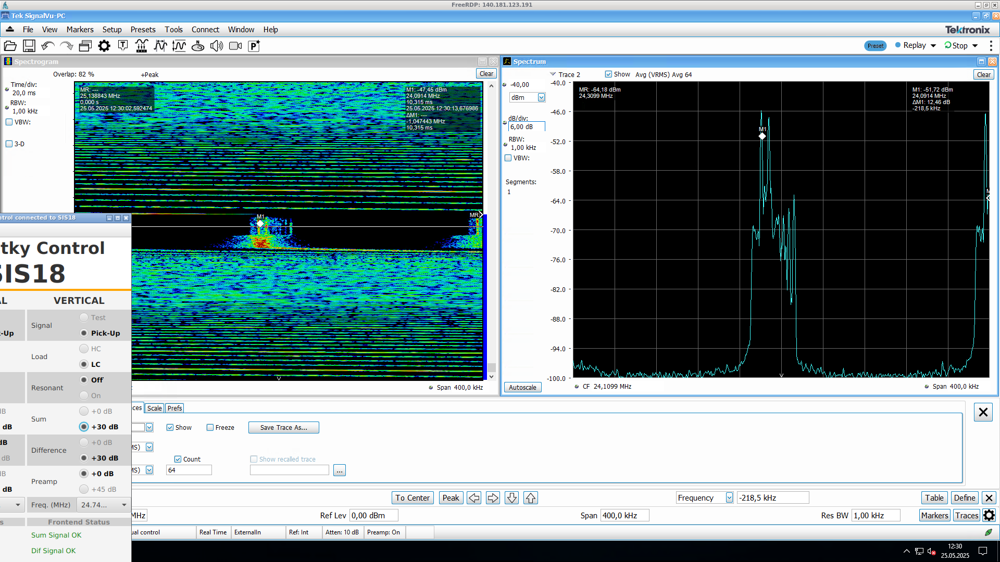 FreeRDP: 140.181.123.191
Tek SignalVu-PC
File View Markers Setup Presets Tools Connect Window Help
Tektronix
Preset Replay Stop
Spectrogram
Overlap: 82 % +Peak Clear
Time/div:
20,0 ms
RBW:
1,00 kHz
VBW:
3-D
MR: ---
25,138843 MHz
0,000 s
25.05.2025 12:30:02,592474
M1: -47,45 dBm
24,0914 MHz
10,315 ms
25.05.2025 12:30:13,676986
ΔM1: ---
-1,047443 MHz
10,315 ms
M1
MR
Span 400,0 kHz
Spectrum
Trace 2 Show Avg (VRMS) Avg 64 Clear
-40,00
dBm
dB/div:
6,00 dB
RBW:
1,00 kHz
VBW:
Segments:
1
Autoscale
-40.0
-46.0
-52.0
-58.0
-64.0
-70.0
-76.0
-82.0
-88.0
-94.0
-100.0
MR: -64,18 dBm
24,3099 MHz
M1: -51,72 dBm
24,0914 MHz
ΔM1: 12,46 dB
-218,5 kHz
M1
CF 24,1099 MHz Span 400,0 kHz
ntrol connected to SIS18
tky Control
SIS18
VERTICAL
Signal
Test
Pick-Up
Load
HC
LC
Resonant
Off
On
Sum
+0 dB
+30 dB
Difference
+0 dB
+30 dB
Preamp
+0 dB
+45 dB
Freq. (MHz) 24.74...
Frontend Status
Sum Signal OK
Dif Signal OK
ces Scale Prefs
Show Freeze Save Trace As...
MS)
Count Show recalled trace
MS) 64 ...
To Center Peak Frequency -218,5 kHz Table Define
MHz Ref Lev 0,00 dBm Span 400,0 kHz Res BW 1,00 kHz Markers Traces
ual control Real Time ExternalIn Ref: Int Atten: 10 dB Preamp: On
12:30
25.05.2025